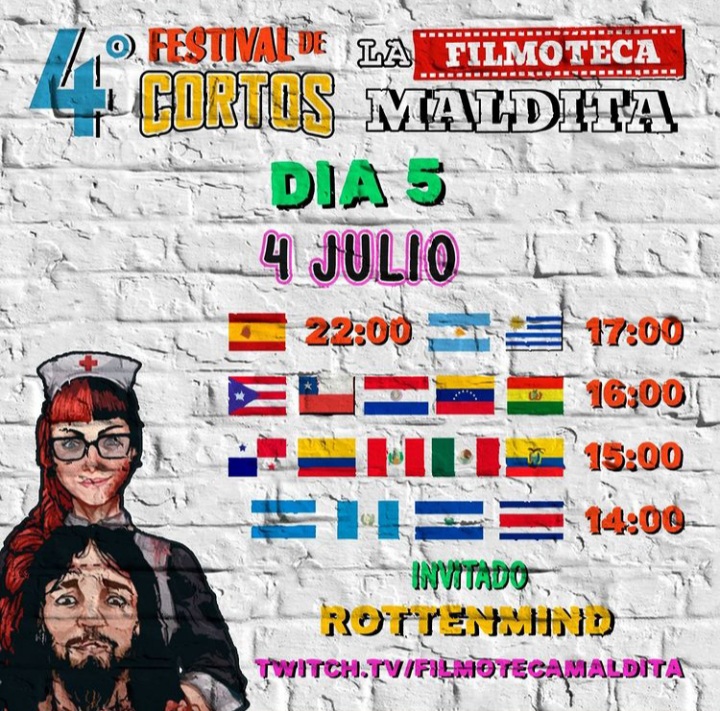 4º FESTIVAL DE CORTOS
LA FILMOTECA MALDITA
DIA 5
4 JULIO
22:00 17:00
16:00
15:00
14:00
INVITADO
ROTTENMIND
TWITCH.TV/FILMOTECAMALDITA